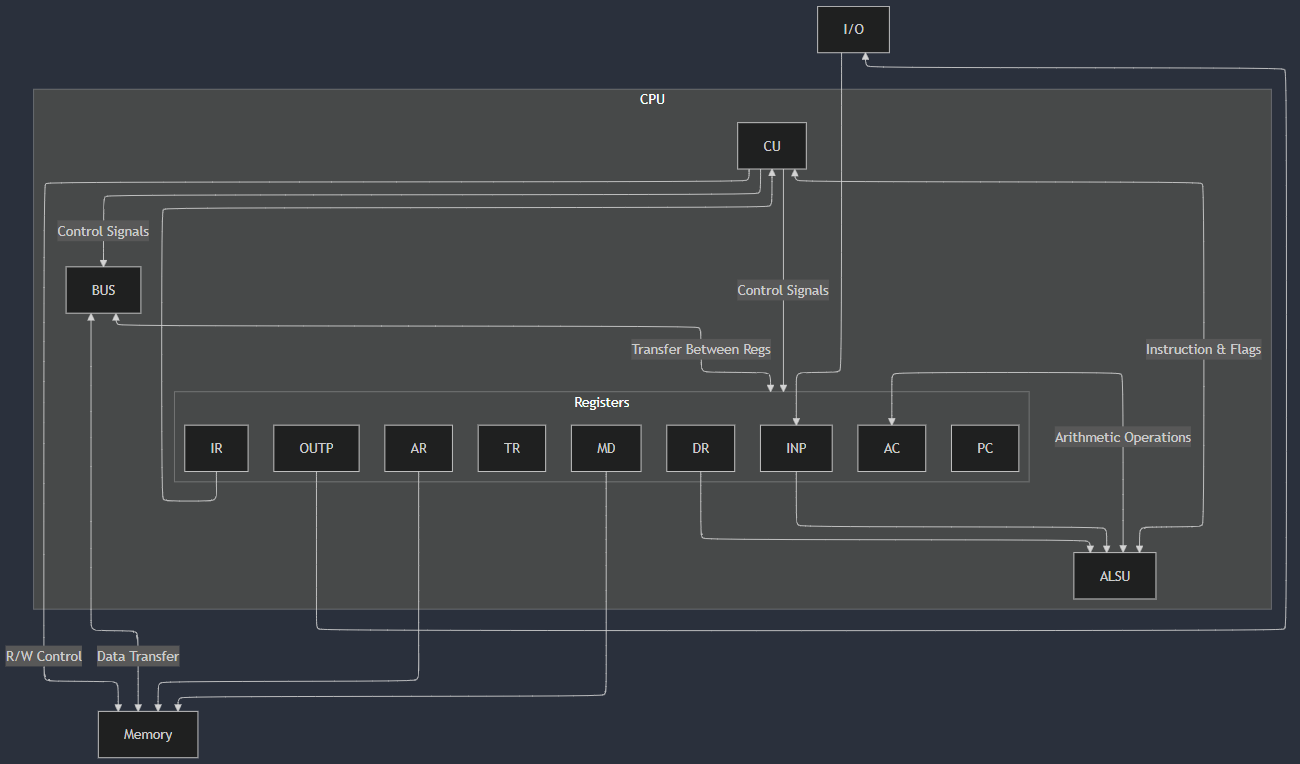 I/O
CPU
CU
Control Signals
BUS
Control Signals
Transfer Between Regs
Instruction & Flags
Registers
Arithmetic Operations
IR
OUTP
AR
TR
MD
DR
INP
AC
PC
ALSU
R/W Control
Data Transfer
Memory